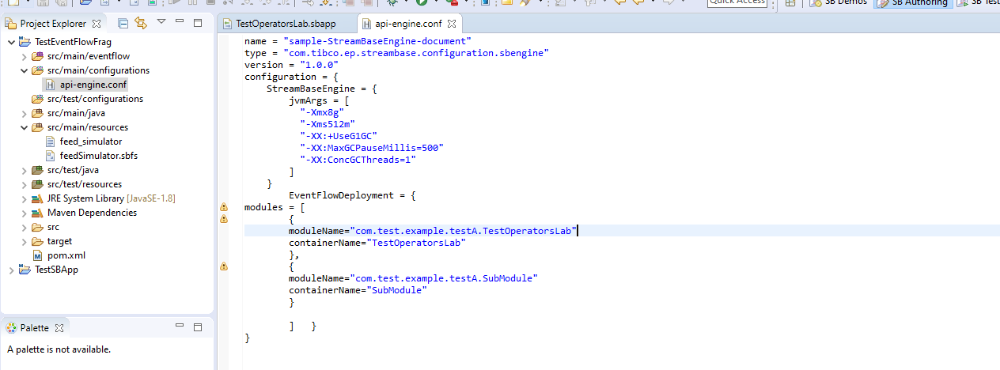 Quick Access
SB Demos
SB Authoring
SB Test
Project Explorer
TestOperatorsLab.sbapp
api-engine.conf
TestEventFlowFrag
src/main/eventflow
src/main/configurations
api-engine.conf
src/test/configurations
src/main/java
src/main/resources
feed_simulator
feedSimulator.sbfs
src/test/java
src/test/resources
JRE System Library [JavaSE-1.8]
Maven Dependencies
src
target
pom.xml
TestSBApp
Palette
A palette is not available.
name = "sample-StreamBaseEngine-document"
type = "com.tibco.ep.streambase.configuration.sbengine"
version = "1.0.0"
configuration = {
StreamBaseEngine = {
jvmArgs = [
"-Xmx8g"
"-Xms512m"
"-XX:+UseG1GC"
"-XX:MaxGCPauseMillis=500"
"-XX:ConcGCThreads=1"
]
}
EventFlowDeployment = {
modules = [
{
moduleName="com.test.example.testA.TestOperatorsLab"
containerName="TestOperatorsLab"
},
{
moduleName="com.test.example.testA.SubModule"
containerName="SubModule"
}
] }
}